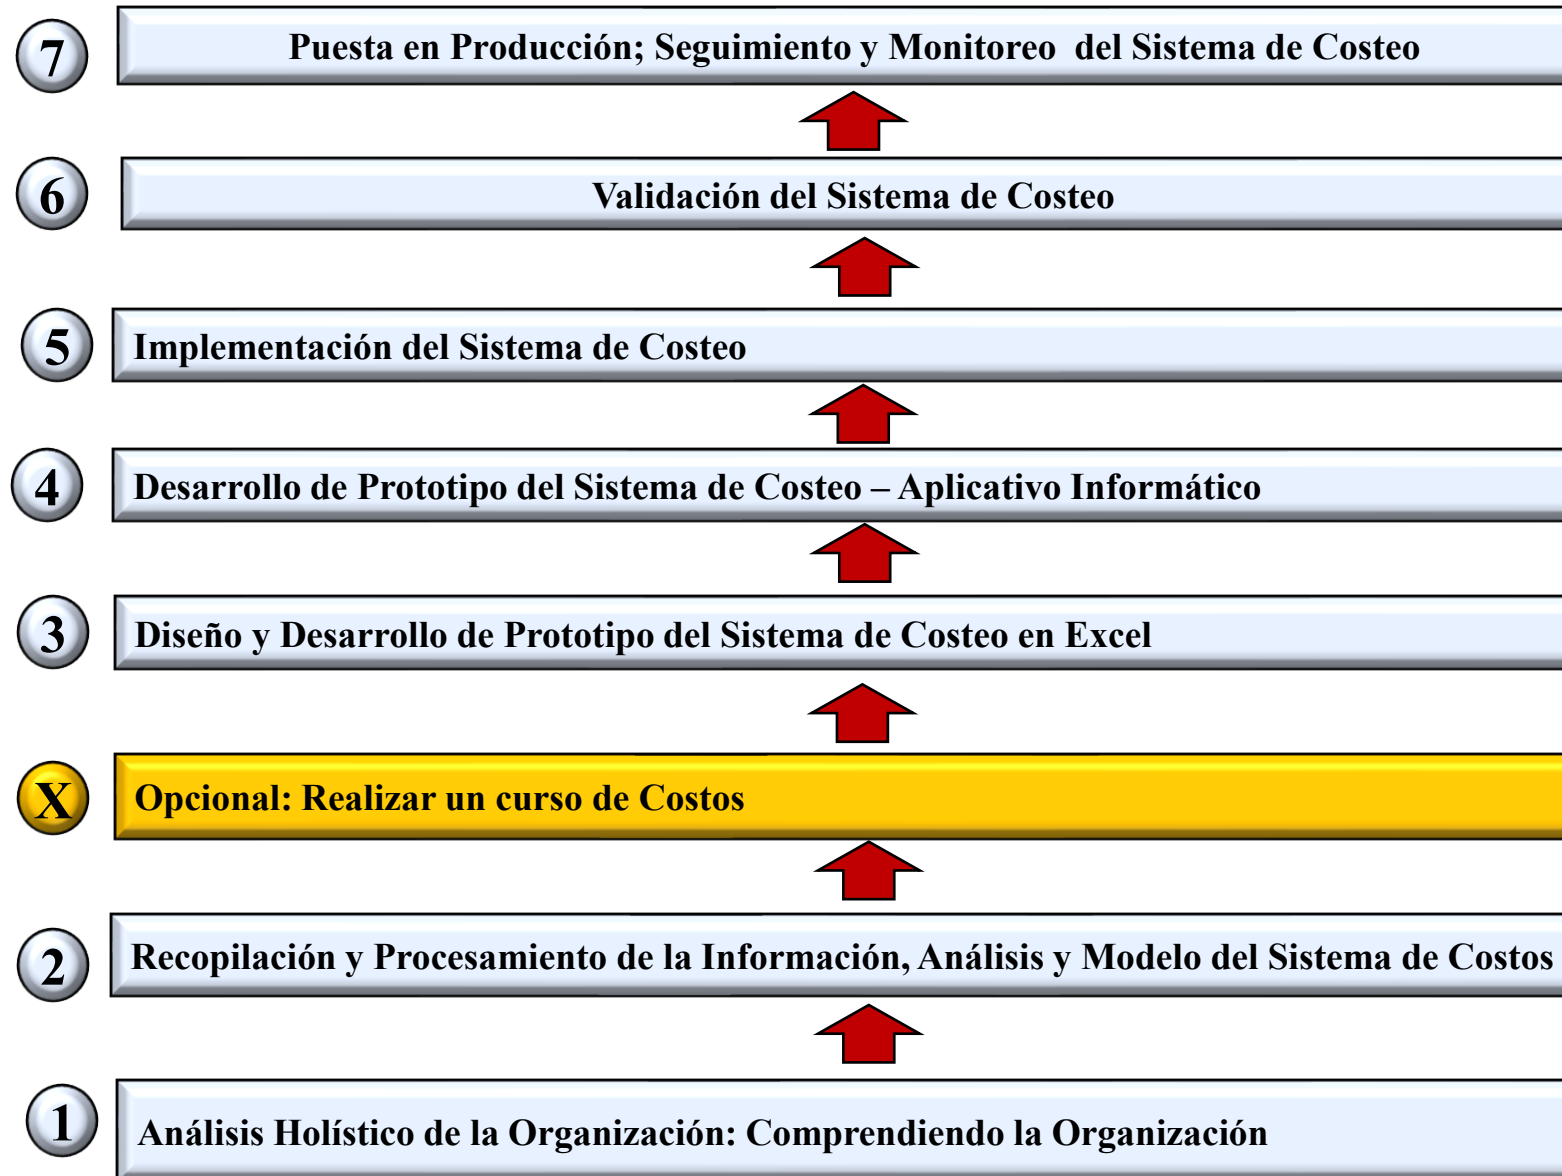 7
Puesta en Producción; Seguimiento y Monitoreo del Sistema de Costeo
6
Validación del Sistema de Costeo
5
Implementación del Sistema de Costeo
4
Desarrollo de Prototipo del Sistema de Costeo – Aplicativo Informático
3
Diseño y Desarrollo de Prototipo del Sistema de Costeo en Excel
X
Opcional: Realizar un curso de Costos
2
Recopilación y Procesamiento de la Información, Análisis y Modelo del Sistema de Costos
1
Análisis Holístico de la Organización: Comprendiendo la Organización